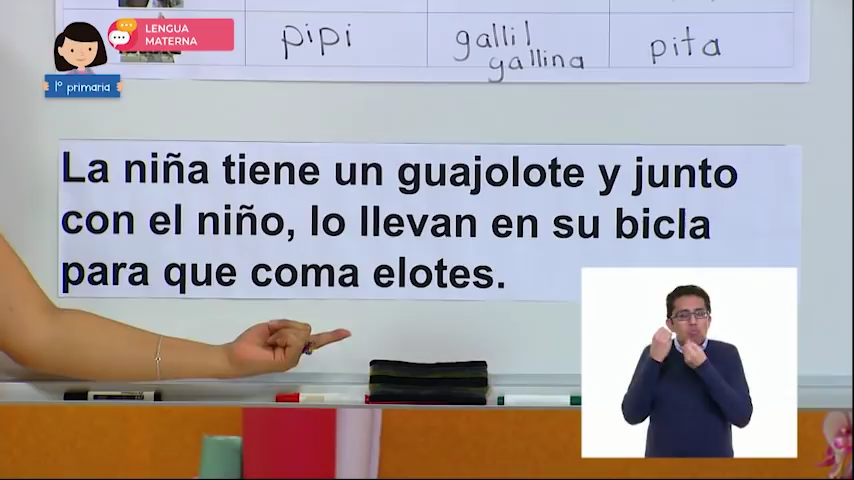 LENGUA
MATERNA
1° primaria
pipi
gallil
gallina
pita
La niña tiene un guajolote y junto
con el niño, lo llevan en su bicla
para que coma elotes.